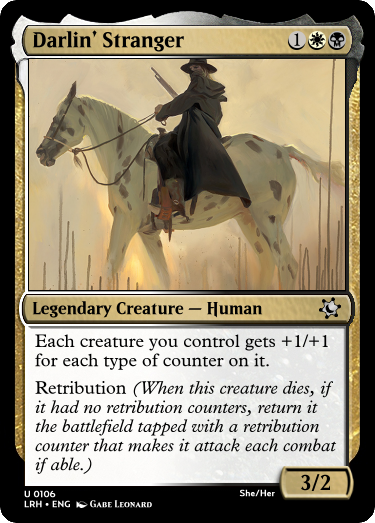 Darlin' Stranger 1
Legendary Creature — Human
Each creature you control gets +1/+1
for each type of counter on it.
Retribution (When this creature dies, if
it had no retribution counters, return it
the battlefield tapped with a retribution
counter that makes it attack each combat
if able.)
3/2
U 0106 She/Her
LRH • ENG Gabe Leonard